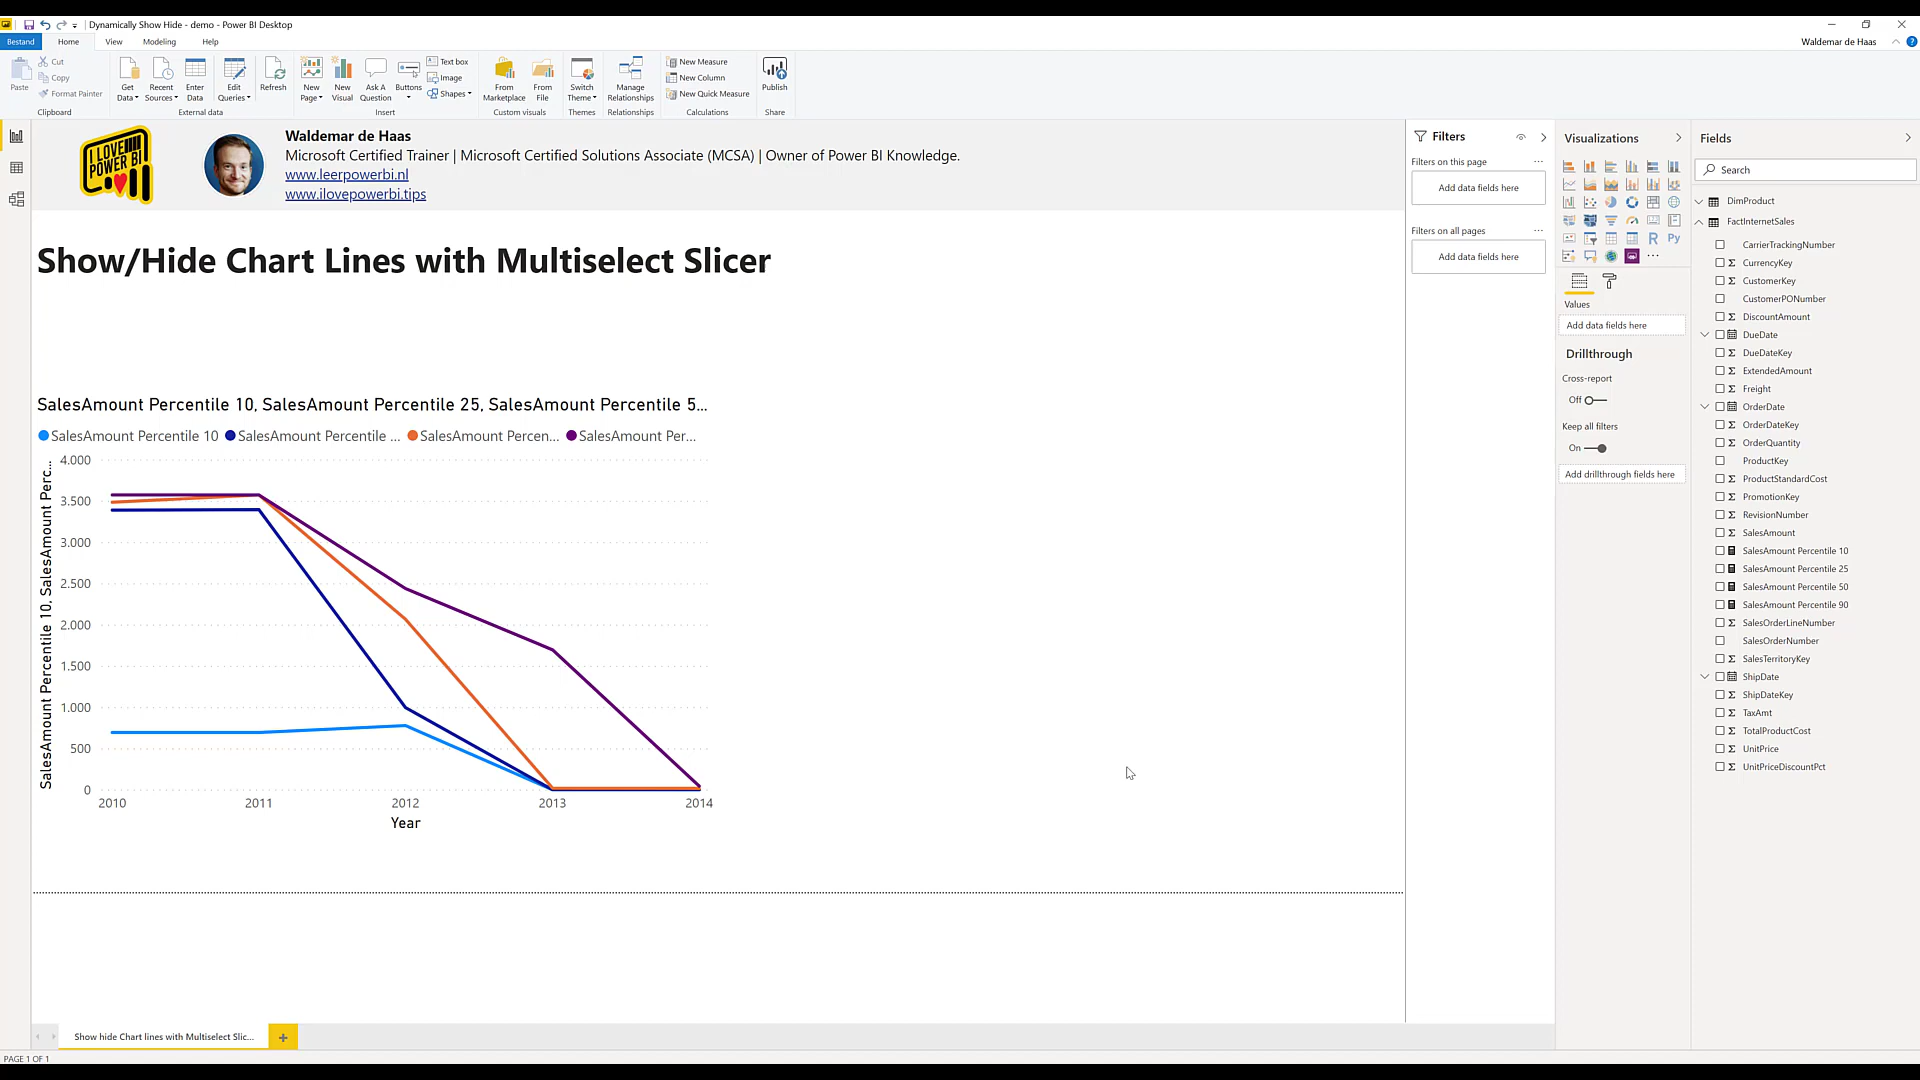 Dynamically Show Hide - demo - Power BI Desktop
Bestand
Home
View
Modeling
Help
Waldemar de Haas
?
Paste
Cut
Copy
Format Painter
Clipboard
Get Data
Recent Sources
Enter Data
Edit Queries
Refresh
External data
New Page
New Visual
Ask A Question
Buttons
Text box
Image
Shapes
Insert
From Marketplace
From File
Custom visuals
Switch Theme
Themes
Manage Relationships
Relationships
New Measure
New Column
New Quick Measure
Calculations
Publish
Share
I LOVE
POWER BI
Waldemar de Haas
Microsoft Certified Trainer | Microsoft Certified Solutions Associate (MCSA) | Owner of Power BI Knowledge.
www.leerpowerbi.nl
www.ilovepowerbi.tips
Show/Hide Chart Lines with Multiselect Slicer
SalesAmount Percentile 10, SalesAmount Percentile 25, SalesAmount Percentile 5...
SalesAmount Percentile 10
SalesAmount Percentile ...
SalesAmount Percen...
SalesAmount Per...
SalesAmount Percentile 10, SalesAmount Perc...
4.000
3.500
3.000
2.500
2.000
1.500
1.000
500
0
2010
2011
2012
2013
2014
Year
Show hide Chart lines with Multiselect Slic...
+
PAGE 1 OF 1
Filters
Filters on this page
...
Add data fields here
Filters on all pages
...
Add data fields here
Visualizations
R
Py
...
Values
Add data fields here
Drillthrough
Cross-report
Off
Keep all filters
On
Add drillthrough fields here
Fields
Search
DimProduct
FactInternetSales
CarrierTrackingNumber
Σ CurrencyKey
Σ CustomerKey
CustomerPONumber
Σ DiscountAmount
DueDate
Σ DueDateKey
Σ ExtendedAmount
Σ Freight
OrderDate
Σ OrderDateKey
Σ OrderQuantity
ProductKey
Σ ProductStandardCost
Σ PromotionKey
Σ RevisionNumber
Σ SalesAmount
SalesAmount Percentile 10
SalesAmount Percentile 25
SalesAmount Percentile 50
SalesAmount Percentile 90
Σ SalesOrderLineNumber
SalesOrderNumber
Σ SalesTerritoryKey
ShipDate
Σ ShipDateKey
Σ TaxAmt
Σ TotalProductCost
Σ UnitPrice
Σ UnitPriceDiscountPct